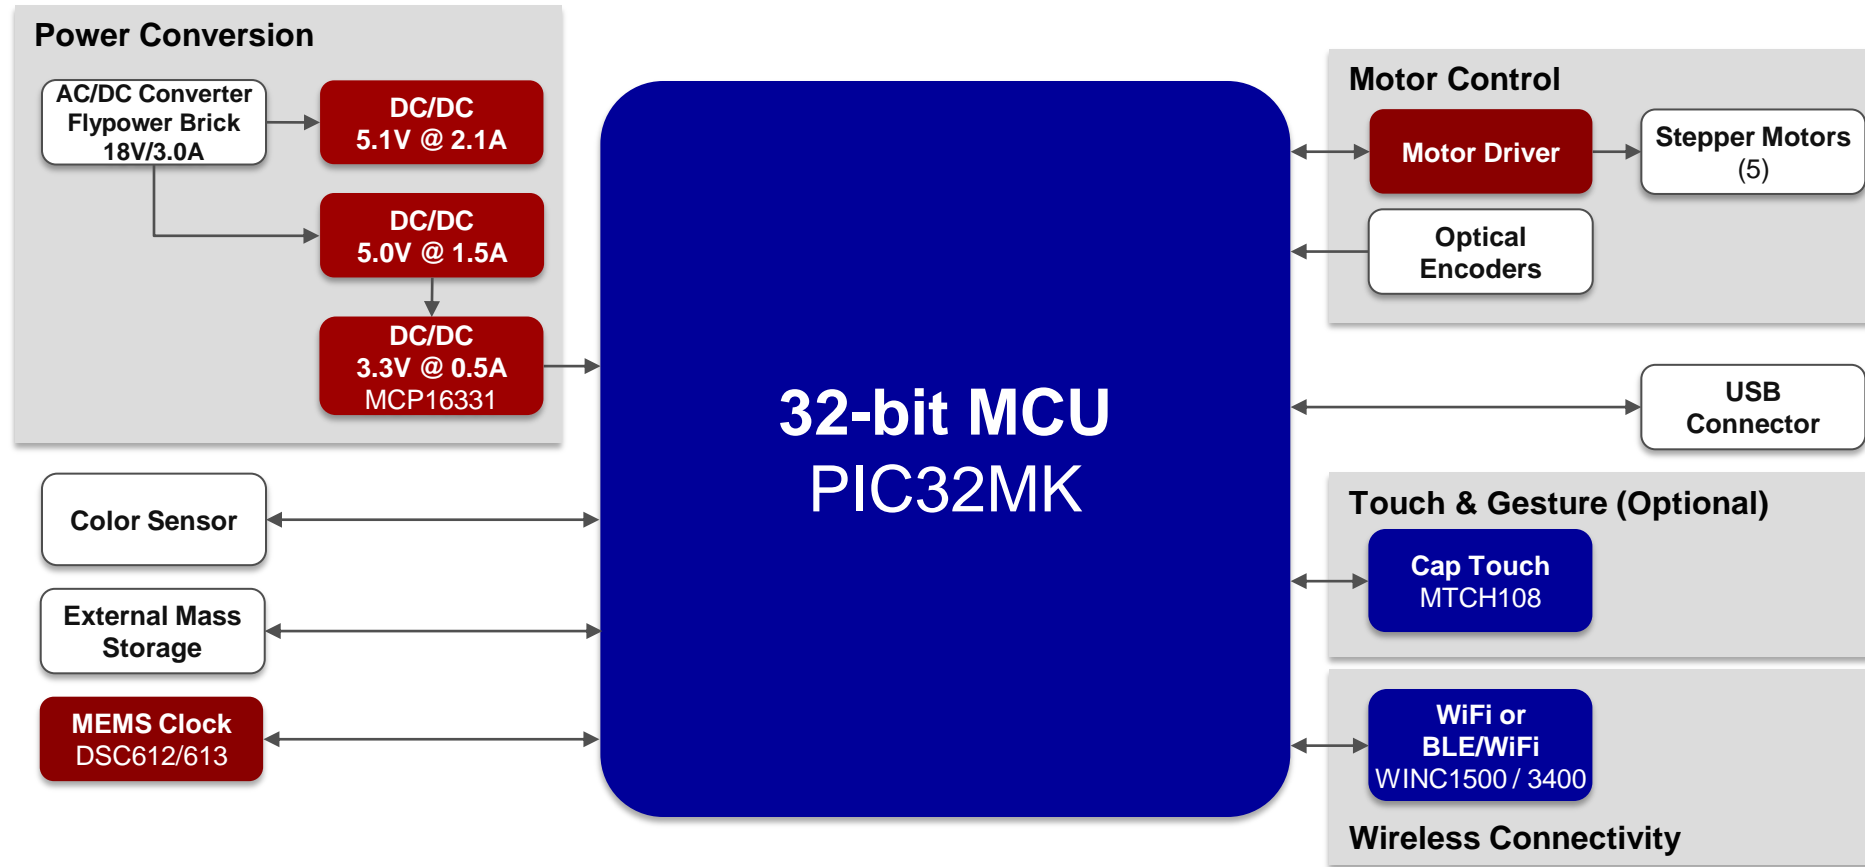 Power Conversion
AC/DC Converter
Flypower Brick
18V/3.0A
DC/DC
5.1V @ 2.1A
DC/DC
5.0V @ 1.5A
DC/DC
3.3V @ 0.5A
MCP16331
Color Sensor
External Mass
Storage
MEMS Clock
DSC612/613
32-bit MCU
PIC32MK
Motor Control
Motor Driver
Stepper Motors
(5)
Optical
Encoders
USB
Connector
Touch & Gesture (Optional)
Cap Touch
MTCH108
WiFi or
BLE/WiFi
WINC1500 / 3400
Wireless Connectivity